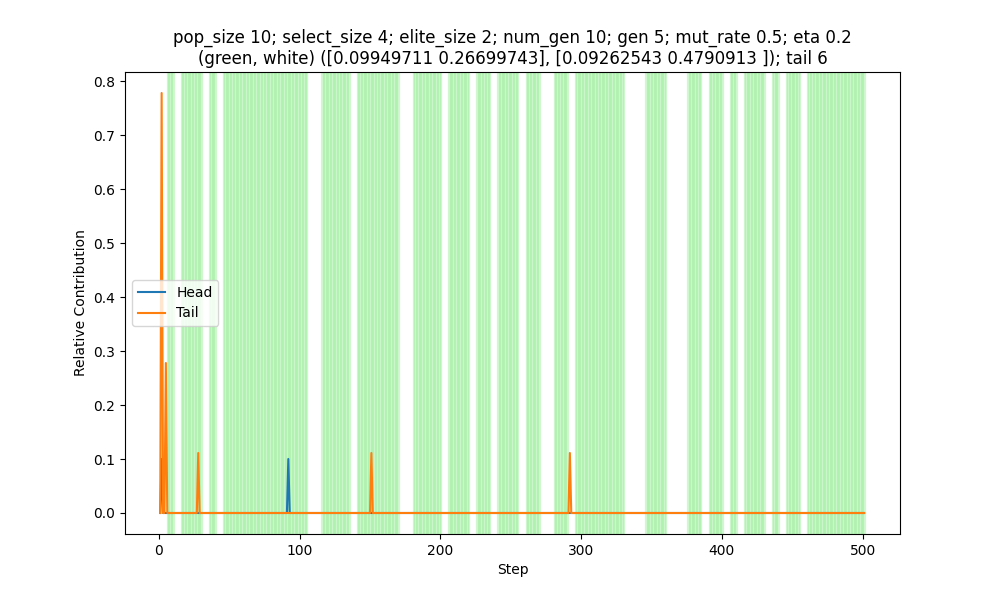 pop_size 10; select_size 4; elite_size 2; num_gen 10; gen 5; mut_rate 0.5; eta 0.2
(green, white) ([0.09949711 0.26699743], [0.09262543 0.4790913 ]); tail 6
0.8
0.7
0.6
0.5
0.4
0.3
0.2
0.1
0.0
Relative Contribution
Head
Tail
0 100 200 300 400 500
Step